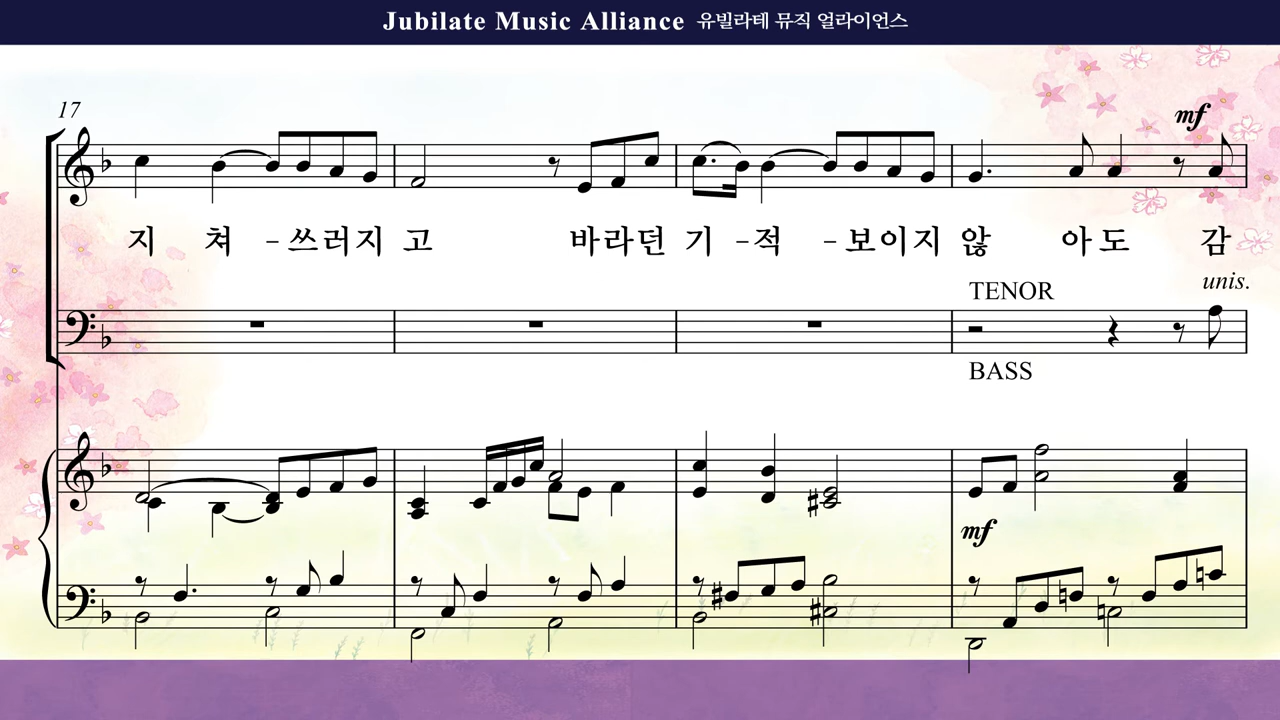 Jubilate Music Alliance 유빌라테 뮤직 얼라이언스
17
mf
지 쳐 - 쓰러지 고 바라던 기 - 적 - 보이지 않 아도 감
unis.
TENOR
BASS
mf